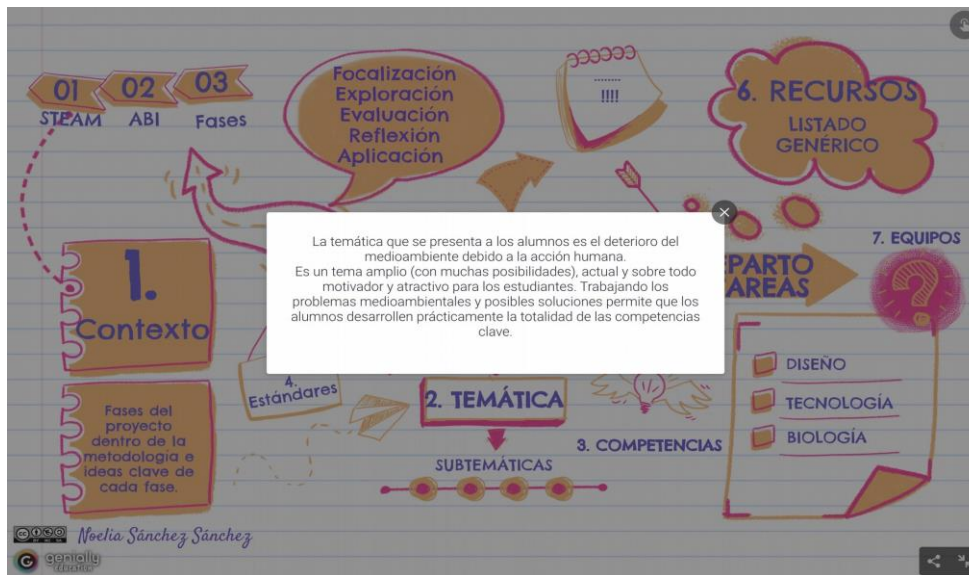 01 02 03
STEAM ABI Fases
Focalización
Exploración
Evaluación
Reflexión
Aplicación
........
!!!!
6. RECURSOS
LISTADO
GENÉRICO
La temática que se presenta a los alumnos es el deterioro del
medioambiente debido a la acción humana.
Es un tema amplio (con muchas posibilidades), actual y sobre todo
motivador y atractivo para los estudiantes. Trabajando los
problemas medioambientales y posibles soluciones permite que los
alumnos desarrollen prácticamente la totalidad de las competencias
clave.
1.
Contexto
Fases del
proyecto
dentro de la
metodología e
ideas clave de
cada fase.
4.
Estándares
2. TEMÁTICA
SUBTEMÁTICAS
3. COMPETENCIAS
PARTO
AREAS
7. EQUIPOS
?
DISEÑO
TECNOLOGÍA
BIOLOGÍA
Noelia Sánchez Sánchez
genially